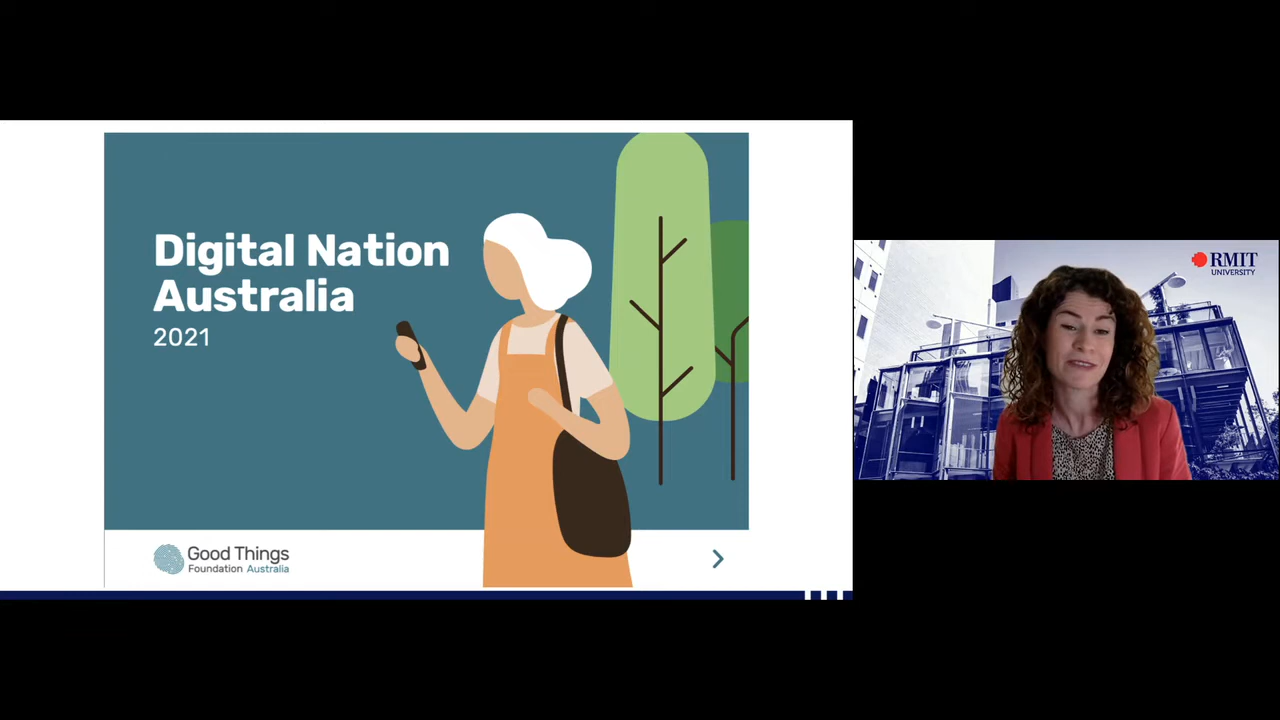 Digital Nation
Australia
2021
Good Things
Foundation Australia
RMIT
UNIVERSITY